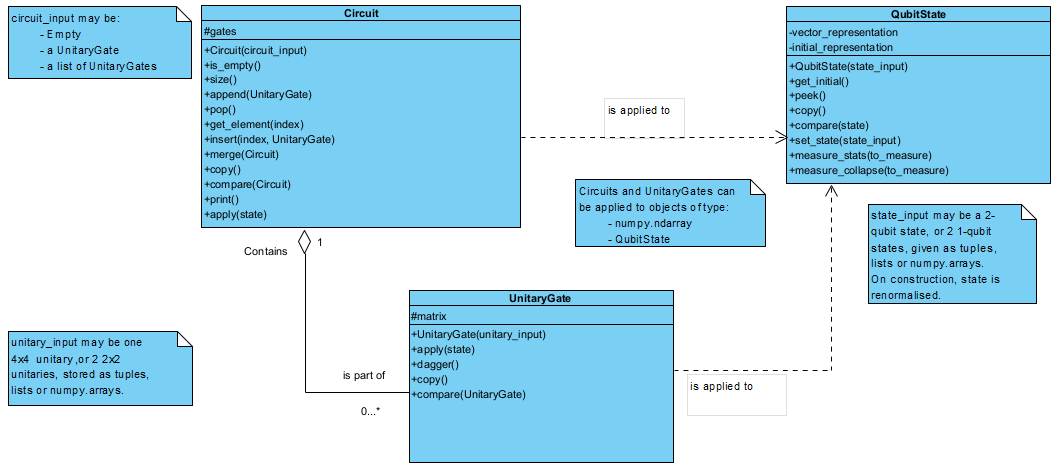 circuit_input may be:
- Empty
- a UnitaryGate
- a list of UnitaryGates
Circuit
#gates
+Circuit(circuit_input)
+is_empty()
+size()
+append(UnitaryGate)
+pop()
+get_element(index)
+insert(index, UnitaryGate)
+merge(Circuit)
+copy()
+compare(Circuit)
+print()
+apply(state)
is applied to
QubitState
-vector_representation
-initial_representation
+QubitState(state_input)
+get_initial()
+peek()
+copy()
+compare(state)
+set_state(state_input)
+measure_stats(to_measure)
+measure_collapse(to_measure)
Circuits and UnitaryGates can
be applied to objects of type:
- numpy.ndarray
- QubitState
state_input may be a 2-
qubit state, or 2 1-qubit
states, given as tuples,
lists or numpy.arrays.
On construction, state is
renormalised.
Contains
1
UnitaryGate
#matrix
+UnitaryGate(unitary_input)
+apply(state)
+dagger()
+copy()
+compare(UnitaryGate)
unitary_input may be one
4x4 unitary ,or 2 2x2
unitaries, stored as tuples,
lists or numpy.arrays.
is part of
0...*
is applied to